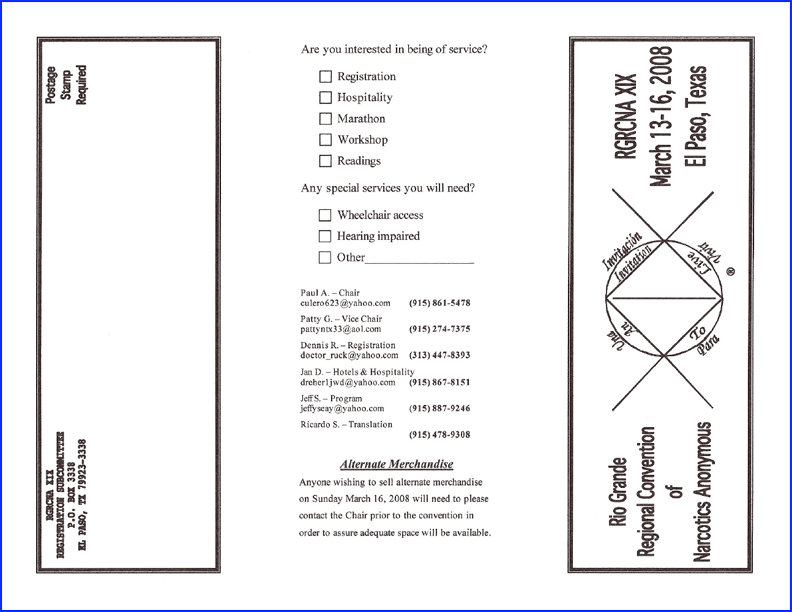 Postage
Stamp
Required
RGRCNA XIX
REGISTRATION SUBCOMMITTEE
P.O. BOX 3338
EL PASO, TX 79923-3338
Are you interested in being of service?
Registration
Hospitality
Marathon
Workshop
Readings
Any special services you will need?
Wheelchair access
Hearing impaired
Other____________________
Paul A. – Chair
culero623@yahoo.com (915) 861-5478
Patty G. – Vice Chair
pattyntx33@aol.com (915) 274-7375
Dennis R. – Registration
doctor_ruck@yahoo.com (313) 447-8393
Jan D. – Hotels & Hospitality
dreher1jwd@yahoo.com (915) 867-8151
Jeff S. – Program
jeffyseay@yahoo.com (915) 887-9246
Ricardo S. – Translation
(915) 478-9308
Alternate Merchandise
Anyone wishing to sell alternate merchandise
on Sunday March 16, 2008 will need to please
contact the Chair prior to the convention in
order to assure adequate space will be available.
RGRCNA XIX
March 13-16, 2008
El Paso, Texas
Una Invitación
An Invitation
To Live
Para Vivir
®
Rio Grande
Regional Convention
of
Narcotics Anonymous